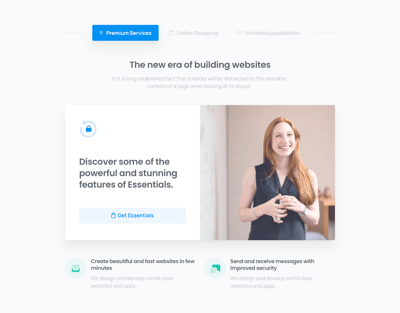 Premium Services
Online Shopping
Unlimited possibilities
The new era of building websites
It is a long established fact that a reader will be distracted by the readable
content of a page when looking at its layout.
Discover some of the
powerful and stunning
features of Essentials.
Get Essentials
Create beautiful and fast websites in few
minutes
We design and develop world class
websites and apps.
Send and receive messages with
improved security
We design and develop world class
websites and apps.